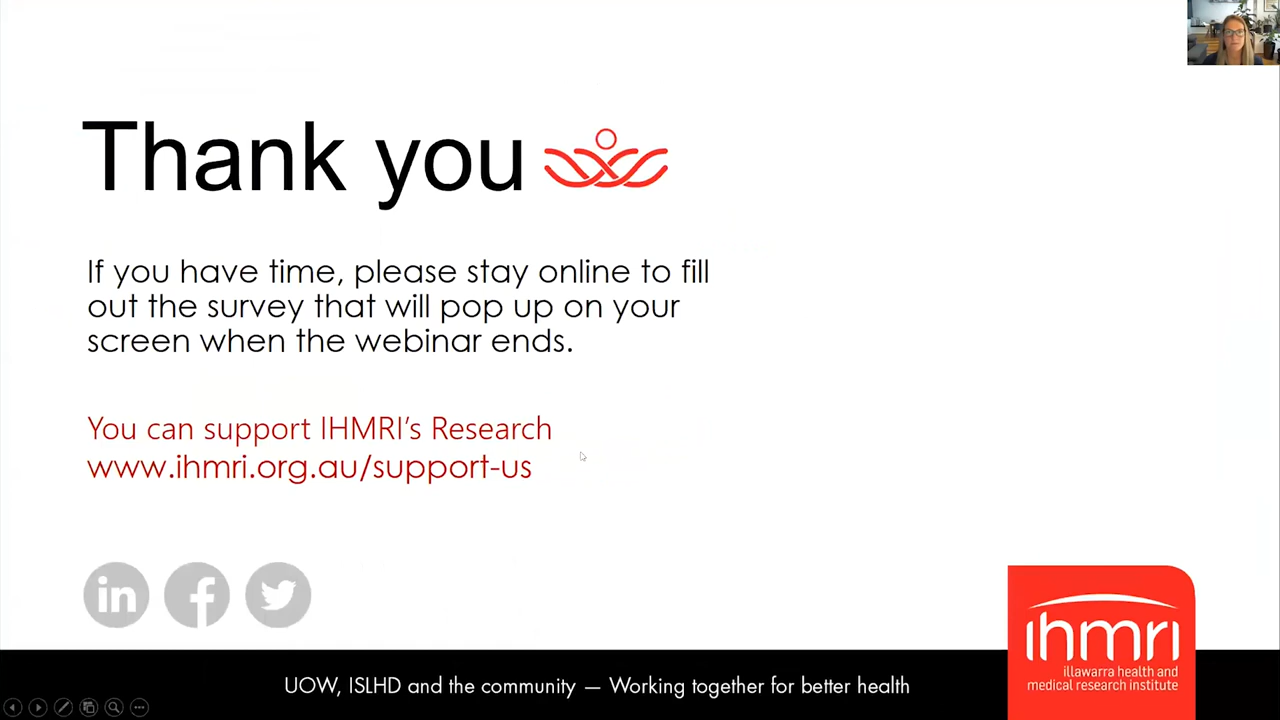 Thank you
If you have time, please stay online to fill
out the survey that will pop up on your
screen when the webinar ends.
You can support IHMRI’s Research
www.ihmri.org.au/support-us
in
UOW, ISLHD and the community — Working together for better health
ihmri
illawarra health and
medical research institute